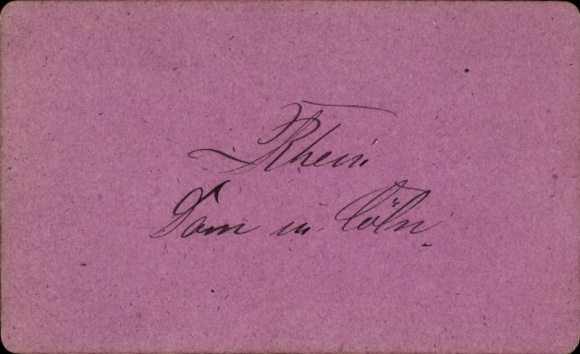 Rhein
Dom in Cöln.